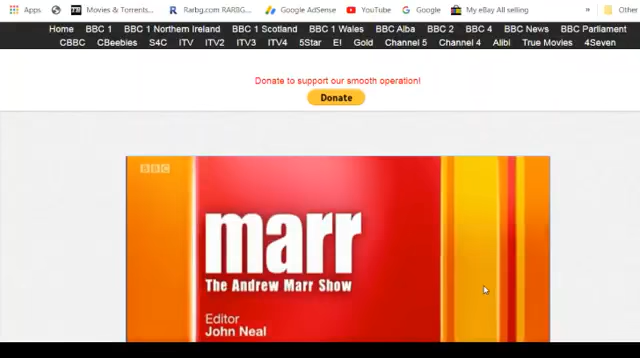 Apps Movies & Torrents... Rarbg.com RARBG... Google AdSense YouTube Google My eBay All selling » Other
Home BBC 1 BBC 1 Northern Ireland BBC 1 Scotland BBC 1 Wales BBC Alba BBC 2 BBC 4 BBC News BBC Parliament
CBBC CBeebies S4C ITV ITV2 ITV3 ITV4 5Star E! Gold Channel 5 Channel 4 Alibi True Movies 4Seven
Donate to support our smooth operation!
Donate
BBC
marr
The Andrew Marr Show
Editor
John Neal